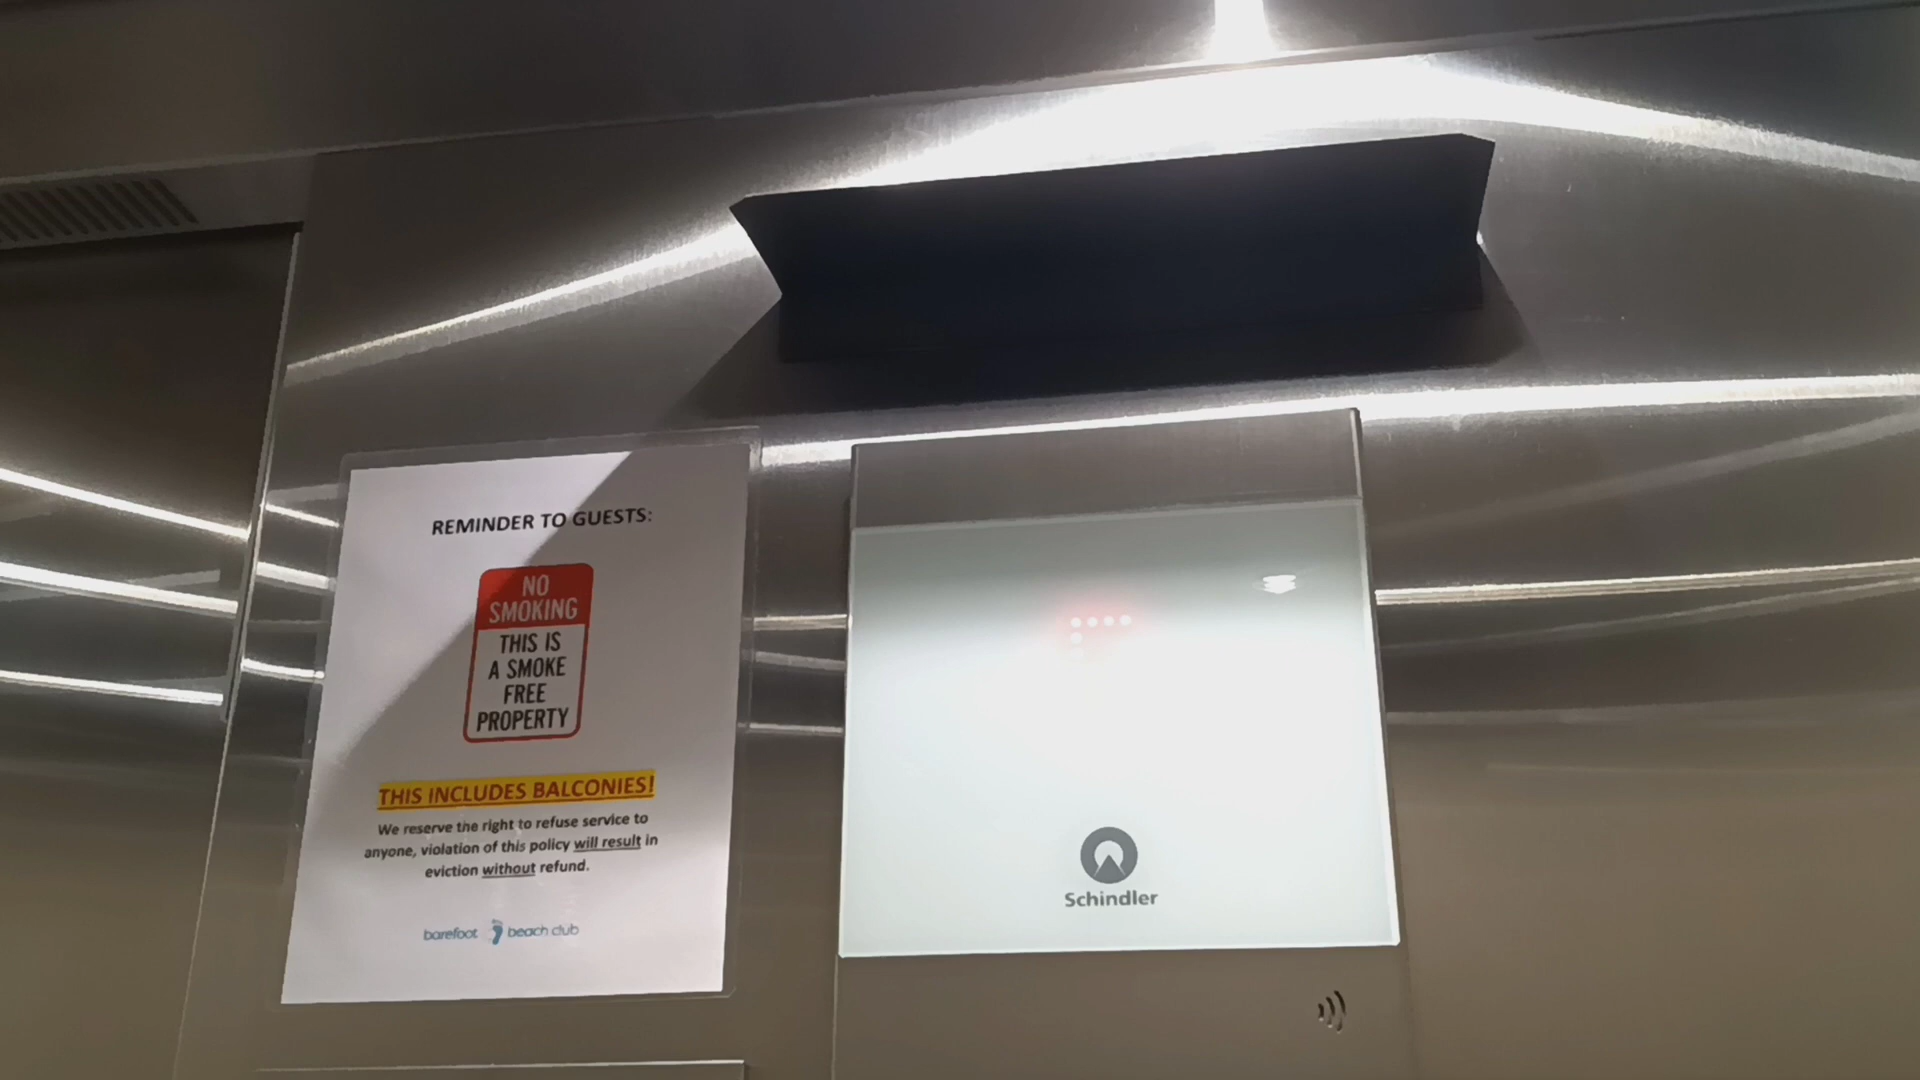 REMINDER TO GUESTS:
NO
SMOKING
THIS IS
A SMOKE
FREE
PROPERTY
THIS INCLUDES BALCONIES!
We reserve the right to refuse service to
anyone, violation of this policy will result in
eviction without refund.
barefoot beach club
Schindler